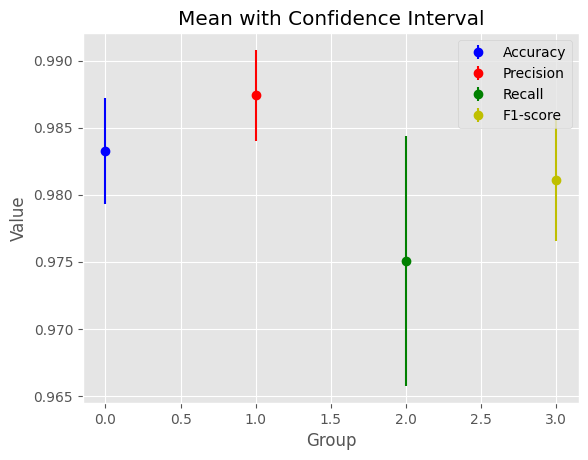 Mean with Confidence Interval
Accuracy
Precision
Recall
F1-score
0.990
0.985
0.980
0.975
0.970
0.965
Value
0.0
0.5
1.0
1.5
2.0
2.5
3.0
Group